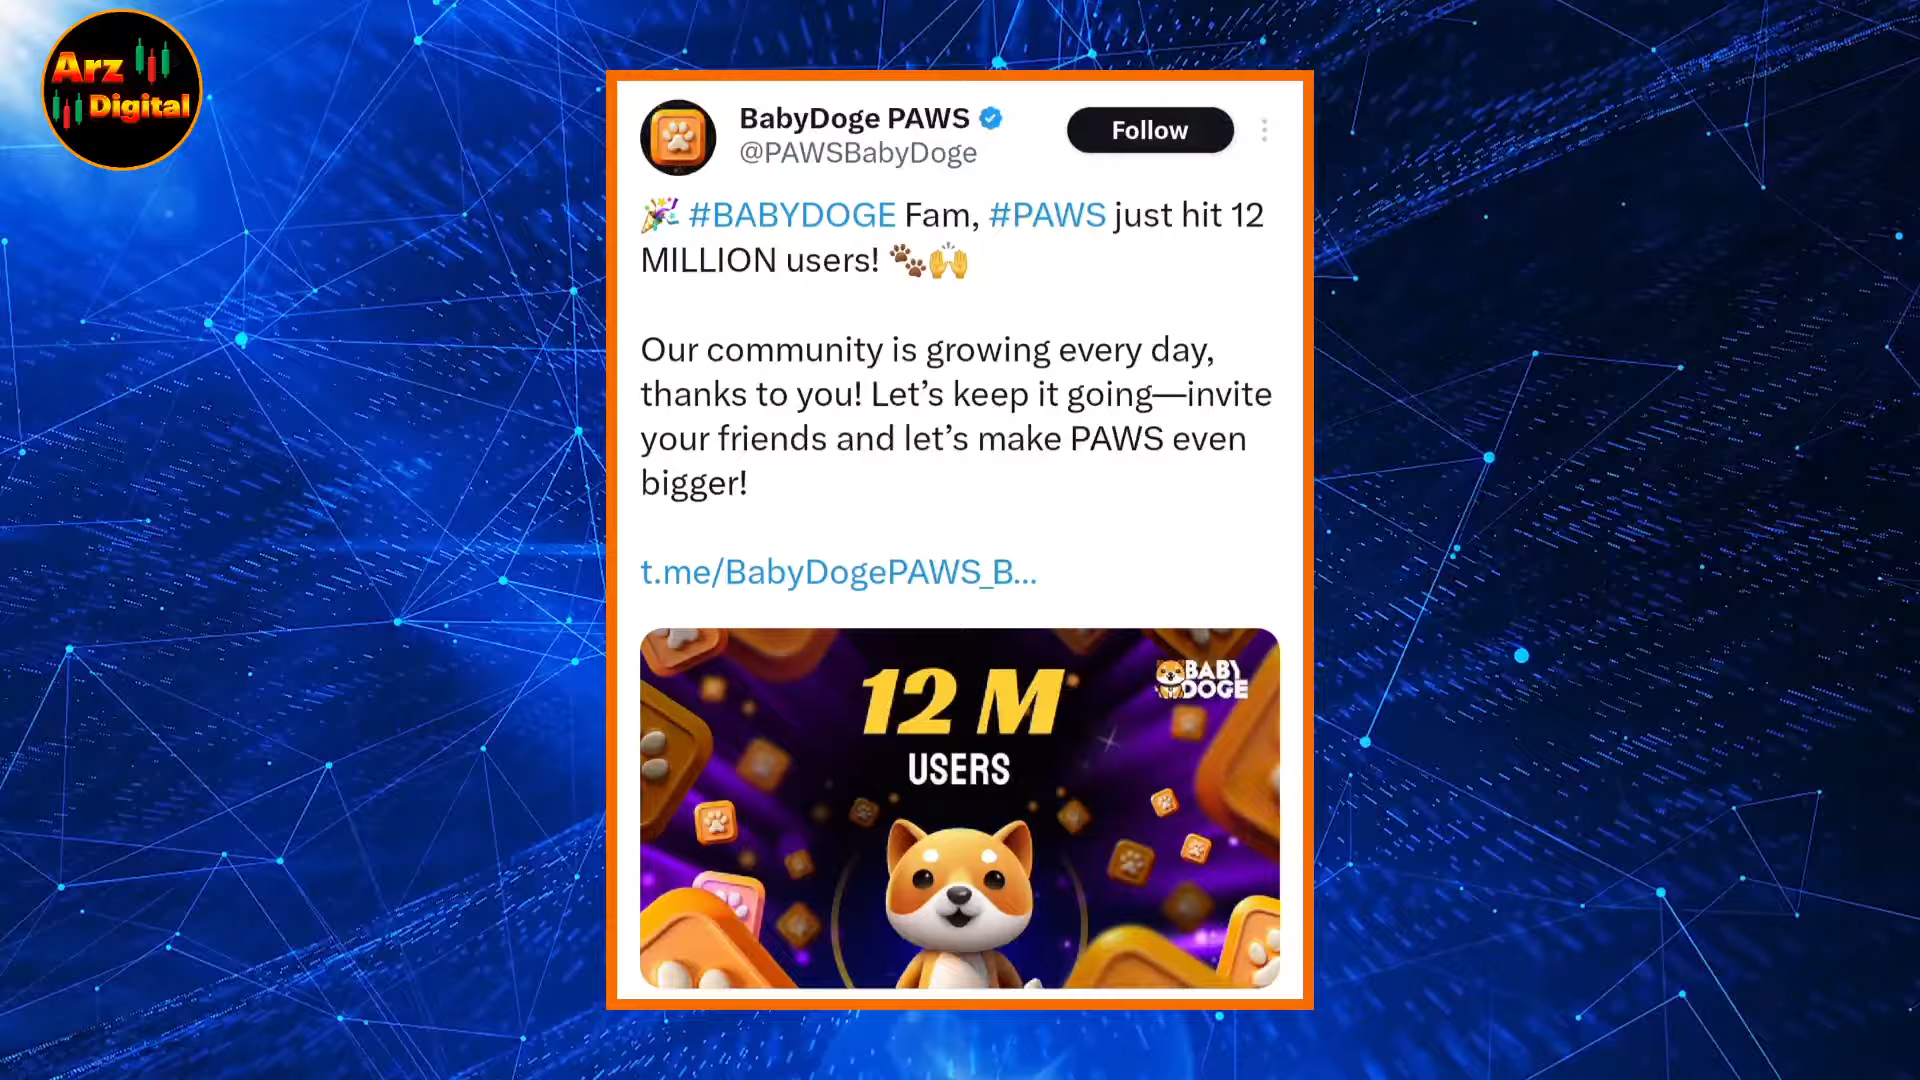 Arz
Digital
BabyDoge PAWS
@PAWSBabyDoge
Follow
🎉 #BABYDOGE Fam, #PAWS just hit 12
MILLION users! 🐾🙌
Our community is growing every day,
thanks to you! Let’s keep it going—invite
your friends and let’s make PAWS even
bigger!
t.me/BabyDogePAWS_B...
12 M
USERS
BABY
DOGE